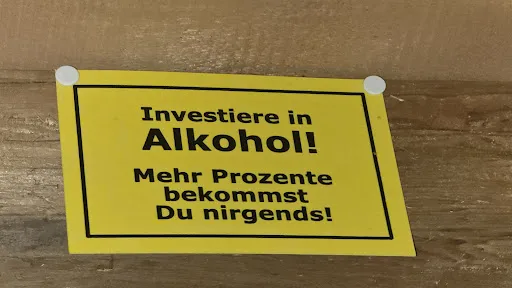 Investiere in
Alkohol!
Mehr Prozente
bekommst
Du nirgends!